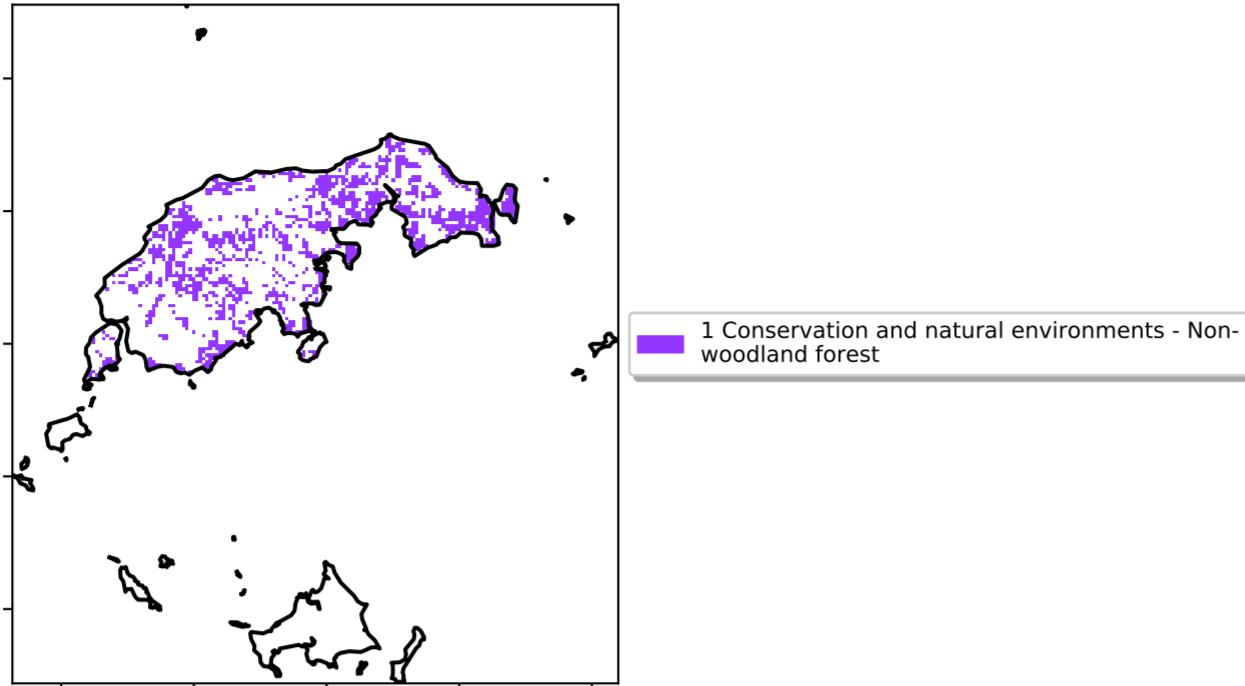 1 Conservation and natural environments - Non-
woodland forest